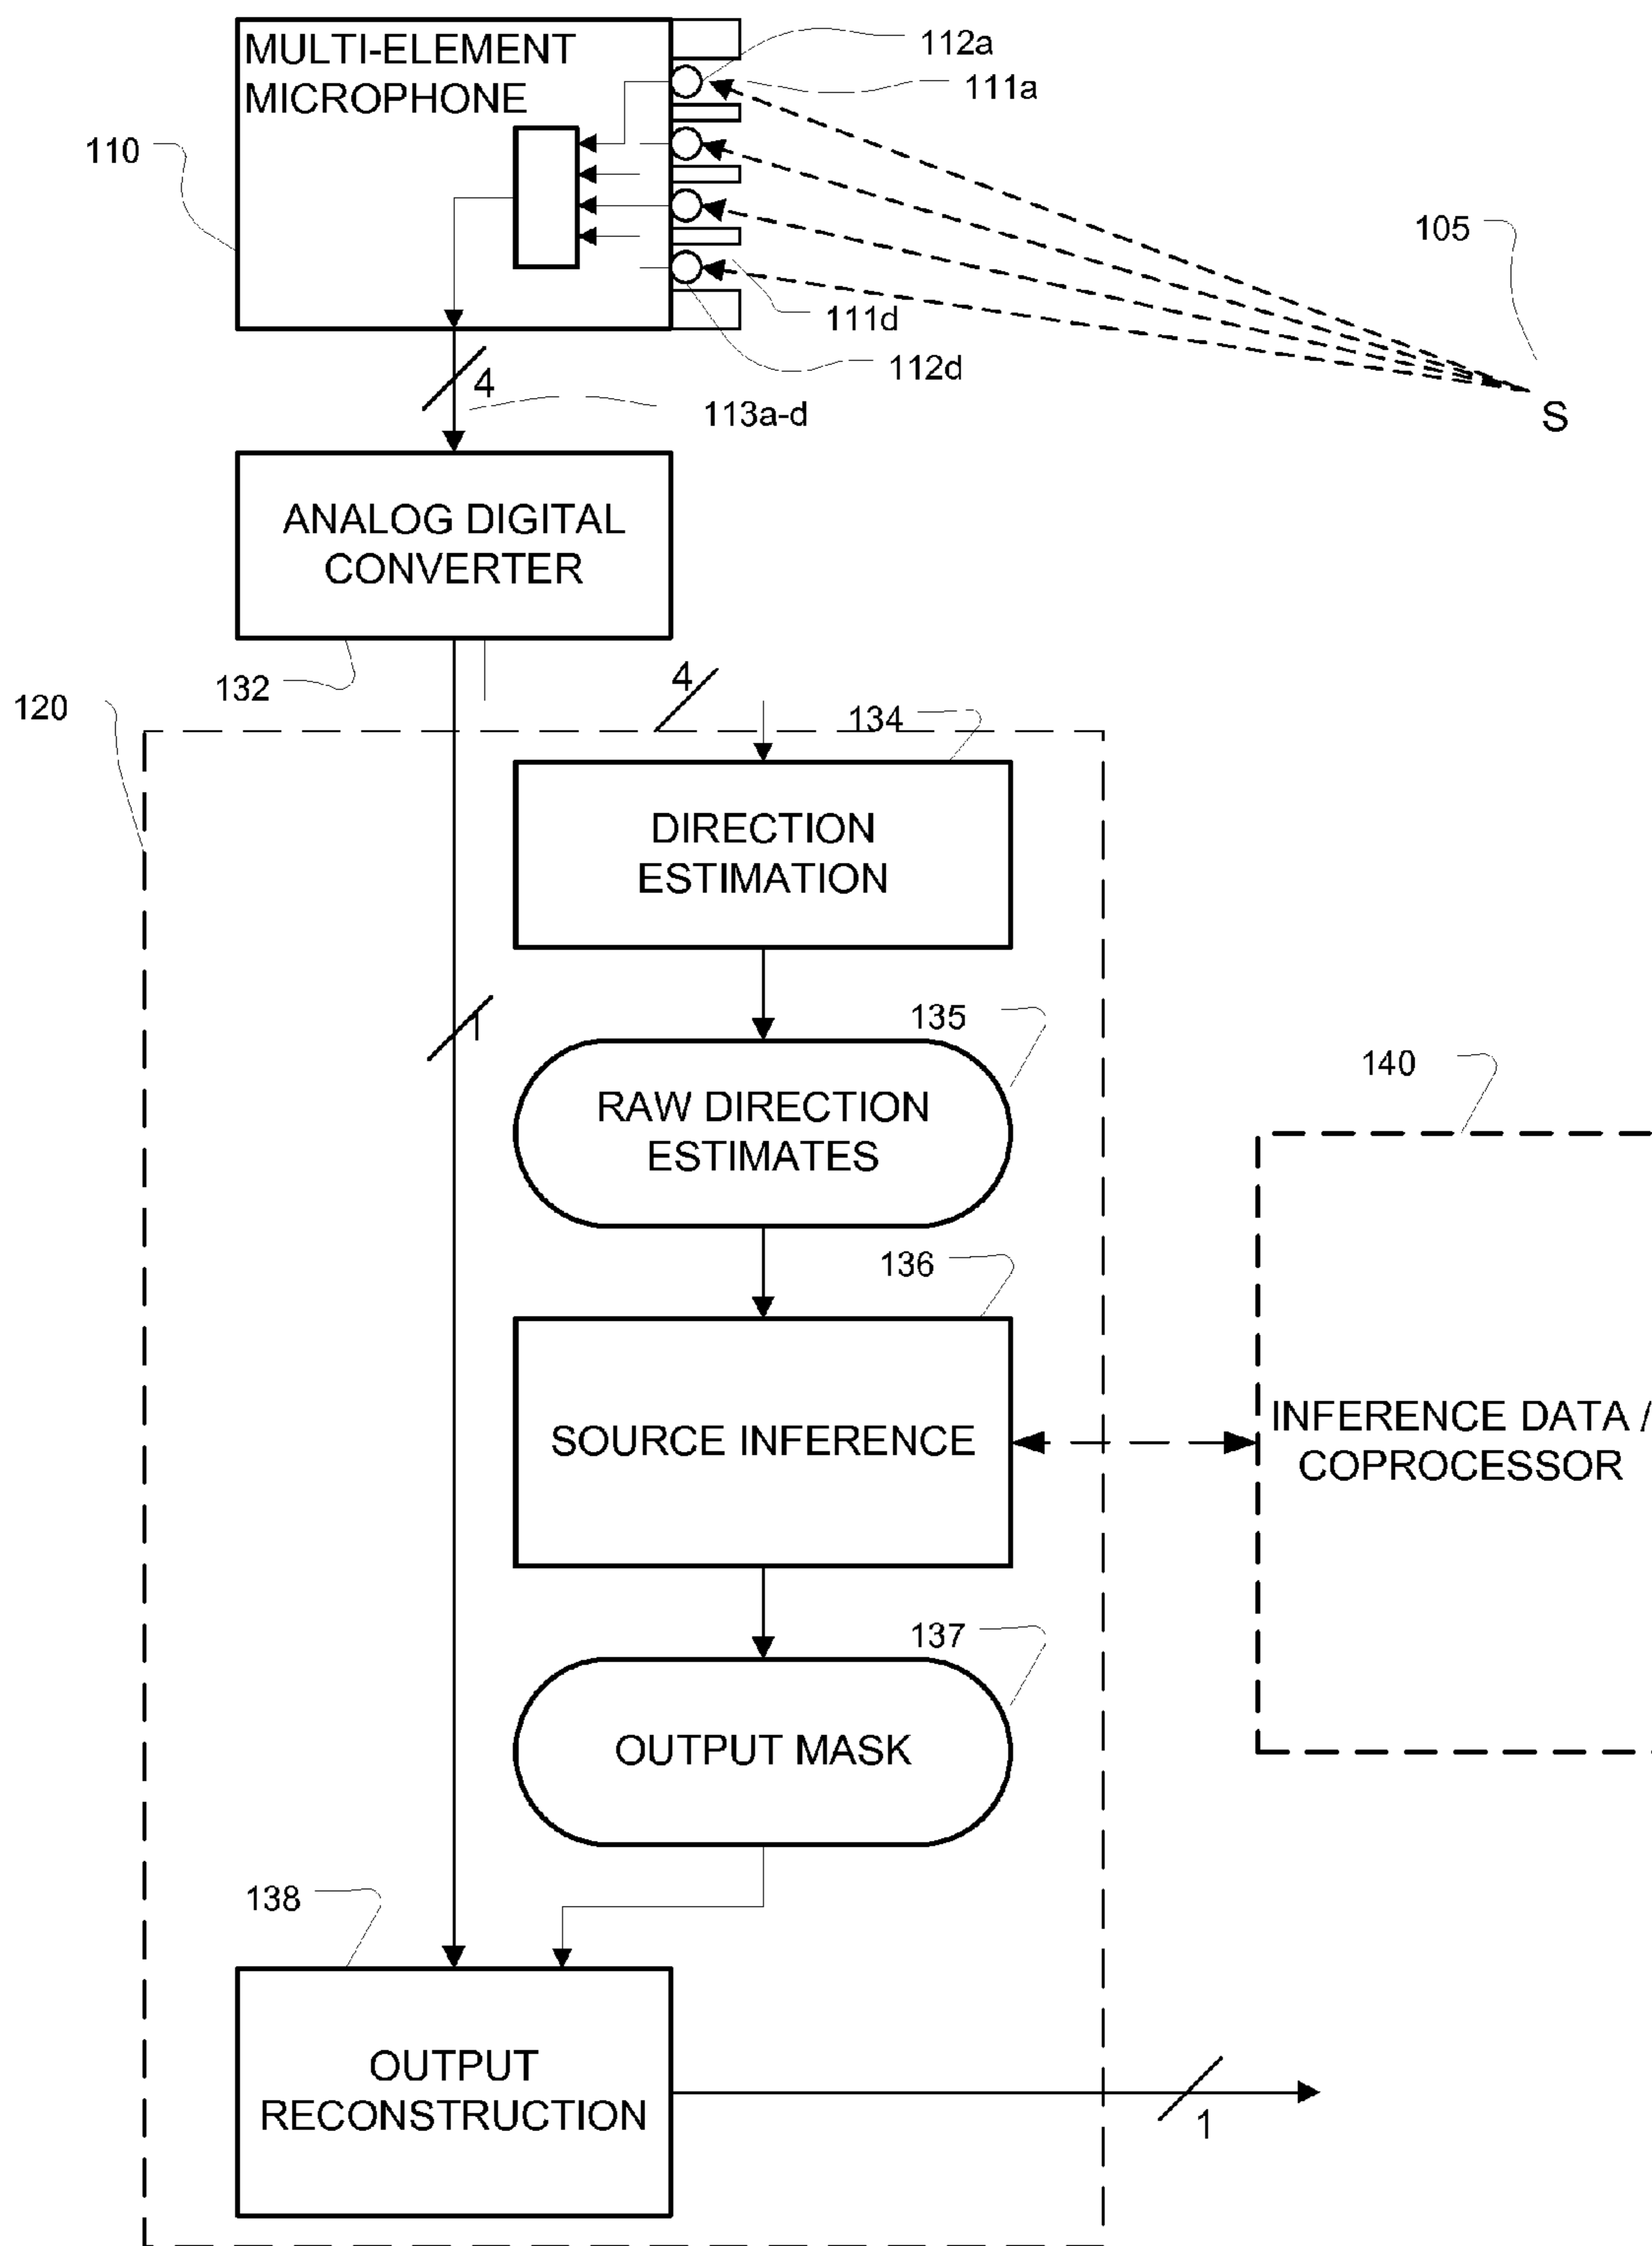 MULTI-ELEMENT
MICROPHONE
112a
111a
110
105
111d
112d
S
4
113a-d
ANALOG DIGITAL
CONVERTER
132
4
120
134
DIRECTION
ESTIMATION
135
1
RAW DIRECTION
ESTIMATES
140
136
SOURCE INFERENCE
INFERENCE DATA /
COPROCESSOR
137
OUTPUT MASK
138
OUTPUT
RECONSTRUCTION
1